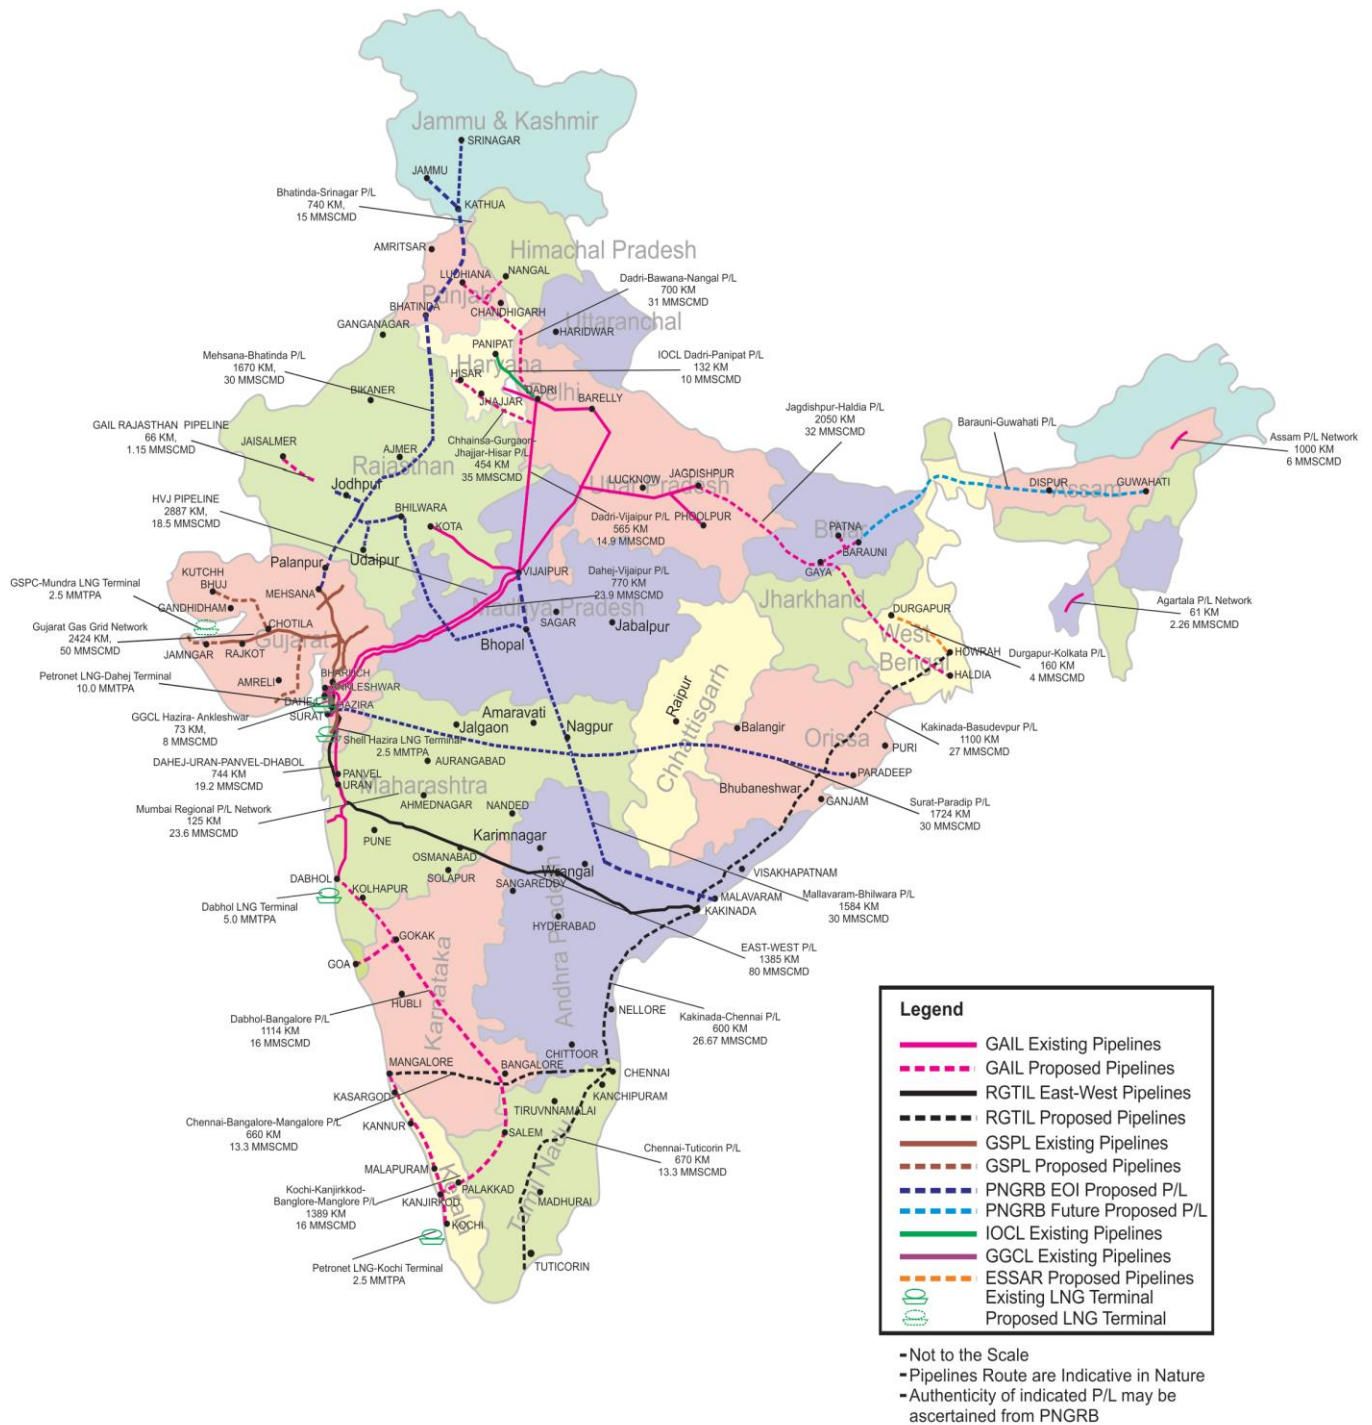 Jammu & Kashmir
SRINAGAR
JAMMU
KATHUA
Bhatinda-Srinagar P/L
740 KM,
15 MMSCMD
AMRITSAR
Himachal Pradesh
LUDHIANA
NANGAL
Punjab
CHANDHIGARH
Dadri-Bawana-Nangal P/L
700 KM
31 MMSCMD
BHATINDA
Uttaranchal
HARIDWAR
GANGANAGAR
PANIPAT
Haryana
HISAR
Mehsana-Bhatinda P/L
1670 KM,
30 MMSCMD
IOCL Dadri-Panipat P/L
132 KM
10 MMSCMD
Delhi
DADRI
JHAJJAR
BARELLY
BIKANER
GAIL RAJASTHAN PIPELINE
66 KM,
1.15 MMSCMD
JAISALMER
AJMER
Rajasthan
Chhainsa-Gurgaon-
Jhajjar-Hisar P/L
454 KM
35 MMSCMD
Jagdishpur-Haldia P/L
2050 KM
32 MMSCMD
Barauni-Guwahati P/L
Assam P/L Network
1000 KM
6 MMSCMD
LUCKNOW
JAGDISHPUR
Uttar Pradesh
PHOOLPUR
DISPUR
Assam
GUWAHATI
Jodhpur
HVJ PIPELINE
2887 KM,
18.5 MMSCMD
BHILWARA
KOTA
Dadri-Vijaipur P/L
565 KM
14.9 MMSCMD
Bihar
PATNA
BARAUNI
GAYA
Udaipur
Palanpur
VIJAIPUR
Dahej-Vijaipur P/L
770 KM
23.9 MMSCMD
KUTCHH
BHUJ
MEHSANA
GSPC-Mundra LNG Terminal
2.5 MMTPA
GANDHIDHAM
Madhya Pradesh
SAGAR
Jabalpur
Jharkhand
DURGAPUR
Agartala P/L Network
61 KM
2.26 MMSCMD
CHOTILA
Gujarat Gas Grid Network
2424 KM,
50 MMSCMD
Gujarat
JAMNGAR
RAJKOT
Bhopal
West
Bengal
HOWRAH
HALDIA
Durgapur-Kolkata P/L
160 KM
4 MMSCMD
Petronet LNG-Dahej Terminal
10.0 MMTPA
AMRELI
BHARUCH
ANKLESHWAR
DAHEJ
HAZIRA
SURAT
GGCL Hazira- Ankleshwar
73 KM,
8 MMSCMD
Shell Hazira LNG Terminal
2.5 MMTPA
Jalgaon
Amaravati
Nagpur
Raipur
Chhattisgarh
Balangir
Orissa
PURI
Kakinada-Basudevpur P/L
1100 KM
27 MMSCMD
DAHEJ-URAN-PANVEL-DHABOL
744 KM
19.2 MMSCMD
AURANGABAD
PANVEL
URAN
Maharashtra
PARADEEP
Bhubaneshwar
GANJAM
Surat-Paradip P/L
1724 KM
30 MMSCMD
Mumbai Regional P/L Network
125 KM
23.6 MMSCMD
AHMEDNAGAR
NANDED
PUNE
Karimnagar
OSMANABAD
SOLAPUR
Wrangal
SANGAREDDY
VISAKHAPATNAM
DABHOL
KOLHAPUR
Dabhol LNG Terminal
5.0 MMTPA
Mallavaram-Bhilwara P/L
1584 KM
30 MMSCMD
MALAVARAM
KAKINADA
HYDERABAD
Andhra Pradesh
EAST-WEST P/L
1385 KM
80 MMSCMD
GOKAK
GOA
Karnataka
HUBLI
Dabhol-Bangalore P/L
1114 KM
16 MMSCMD
NELLORE
Kakinada-Chennai P/L
600 KM
26.67 MMSCMD
CHITTOOR
MANGALORE
BANGALORE
CHENNAI
KASARGOD
KANCHIPURAM
TIRUVNNAMALAI
Chennai-Bangalore-Mangalore P/L
660 KM
13.3 MMSCMD
KANNUR
SALEM
Chennai-Tuticorin P/L
670 KM
13.3 MMSCMD
MALAPURAM
Kerala
Tamil Nadu
Kochi-Kanjirkkod-
Banglore-Manglore P/L
1389 KM
16 MMSCMD
PALAKKAD
KANJIRKOD
MADHURAI
KOCHI
Petronet LNG-Kochi Terminal
2.5 MMTPA
TUTICORIN
Legend
GAIL Existing Pipelines
GAIL Proposed Pipelines
RGTIL East-West Pipelines
RGTIL Proposed Pipelines
GSPL Existing Pipelines
GSPL Proposed Pipelines
PNGRB EOI Proposed P/L
PNGRB Future Proposed P/L
IOCL Existing Pipelines
GGCL Existing Pipelines
ESSAR Proposed Pipelines
Existing LNG Terminal
Proposed LNG Terminal
-Not to the Scale
-Pipelines Route are Indicative in Nature
-Authenticity of indicated P/L may be
ascertained from PNGRB